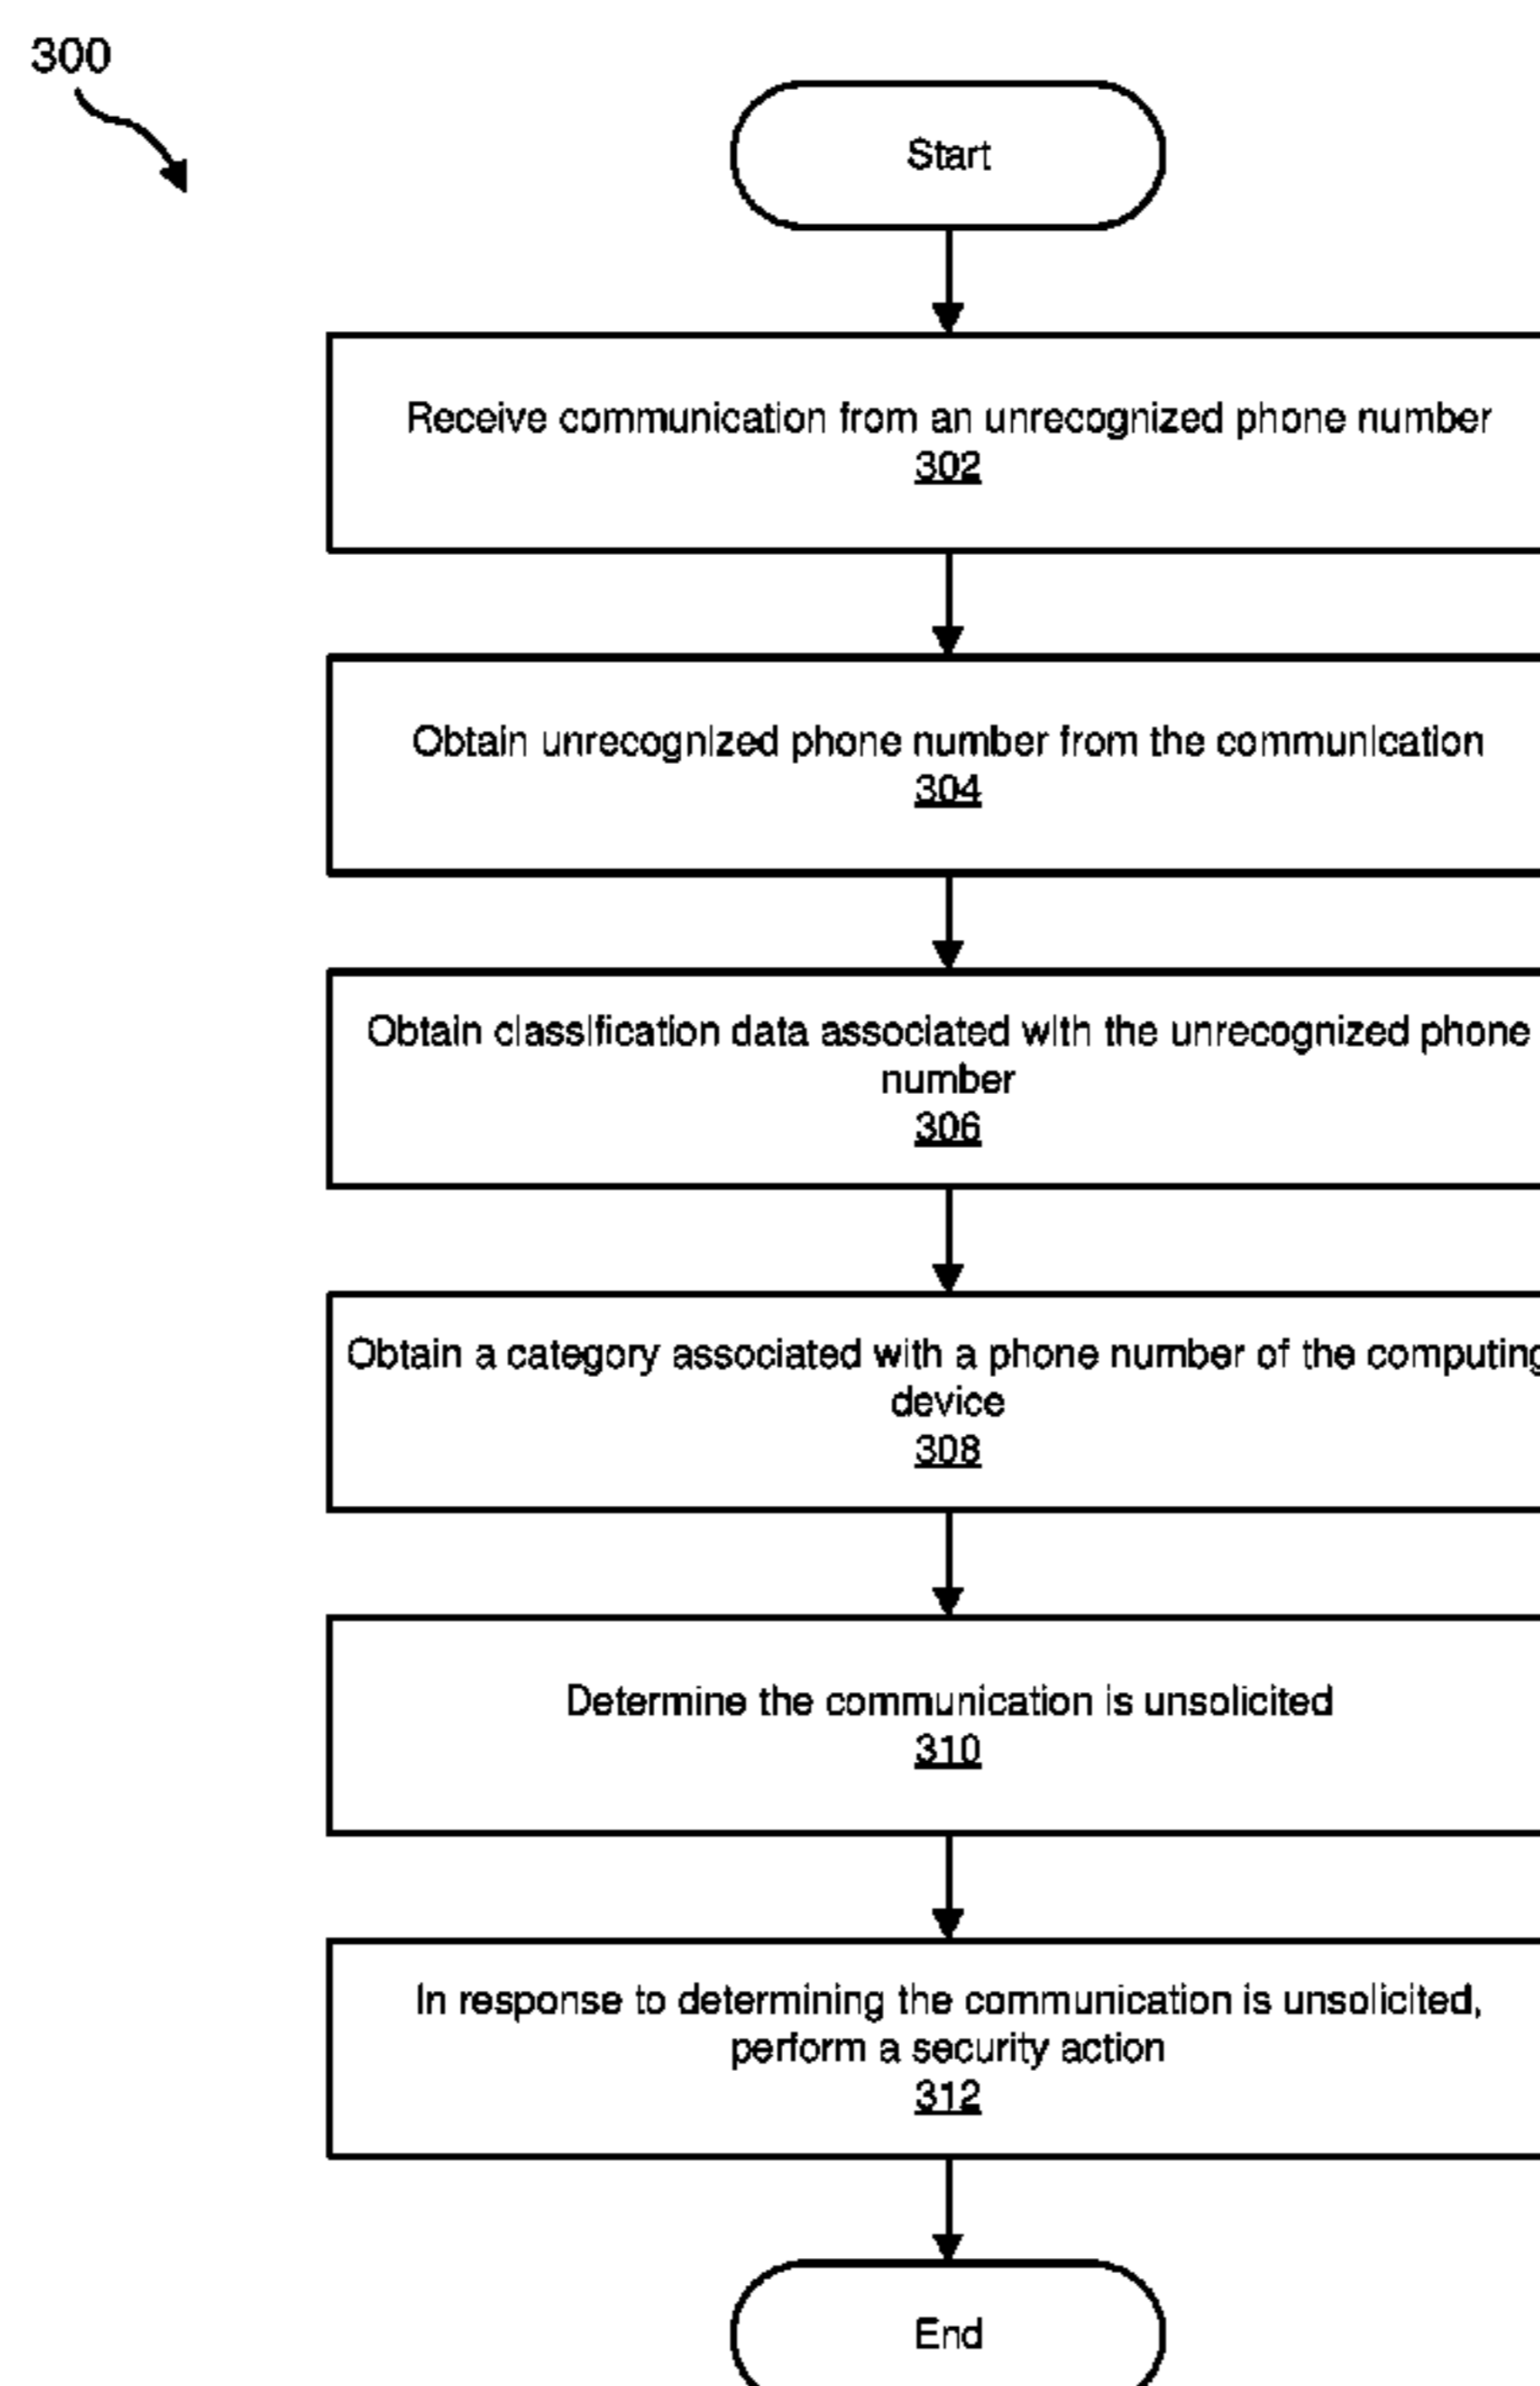 300
Start
Receive communication from an unrecognized phone number
302
Obtain unrecognized phone number from the communication
304
Obtain classification data associated with the unrecognized phone
number
306
Obtain a category associated with a phone number of the computing
device
308
Determine the communication is unsolicited
310
In response to determining the communication is unsolicited,
perform a security action
312
End